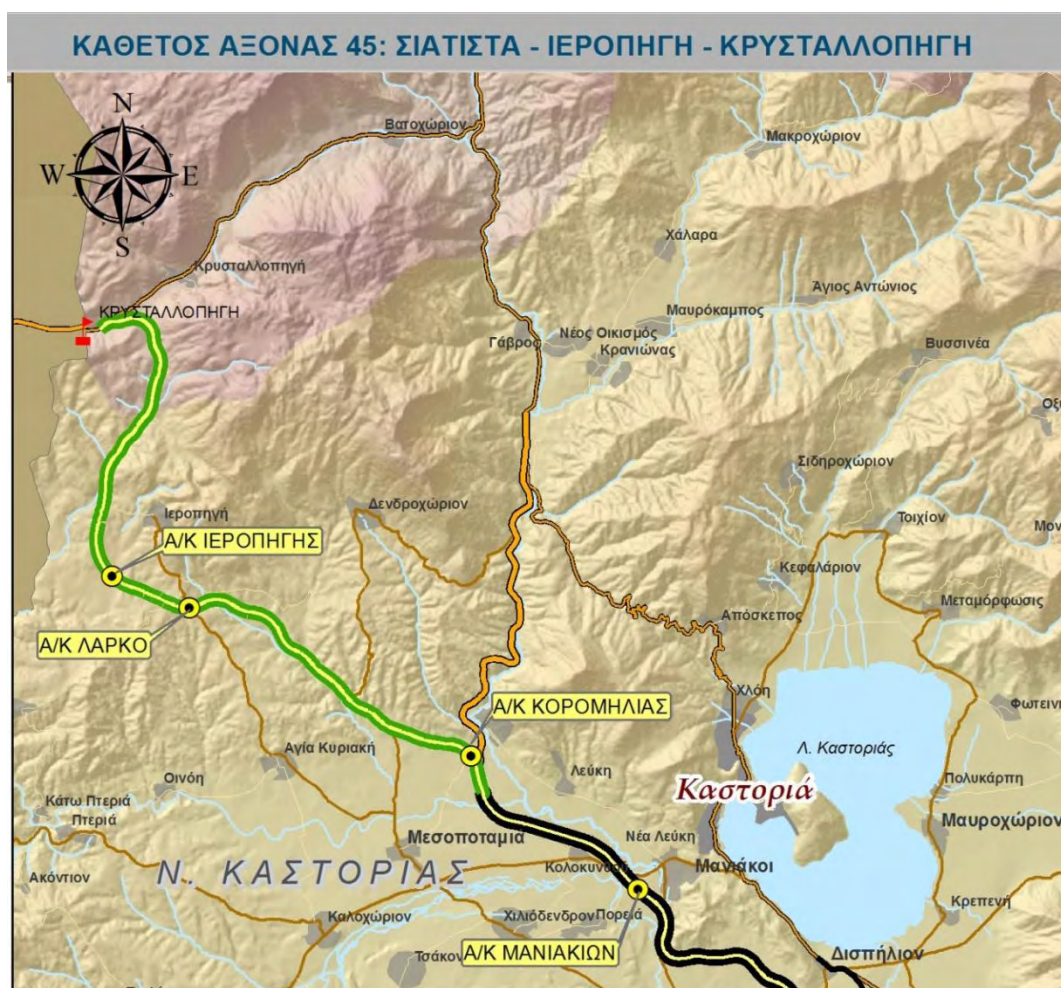 ΚΑΘΕΤΟΣ ΑΞΟΝΑΣ 45: ΣΙΑΤΙΣΤΑ - ΙΕΡΟΠΗΓΗ - ΚΡΥΣΤΑΛΛΟΠΗΓΗ
N
W E
S
Βατοχώριον
Μακροχώριον
Χάλαρα
Κρυσταλλοπηγή
Άγιος Αντώνιος
ΚΡΥΣΤΑΛΛΟΠΗΓΗ
Μαυρόκαμπος
Γάβρος
Νέος Οικισμός
Κρανιώνας
Βυσσινέα
Σιδηροχώριον
Ιεροπηγή
Δενδροχώριον
Τοιχίον
Α/Κ ΙΕΡΟΠΗΓΗΣ
Κεφαλάριον
Μεταμόρφωσις
Απόσκεπος
Α/Κ ΛΑΡΚΟ
Χλόη
Α/Κ ΚΟΡΟΜΗΛΙΑΣ
Λ. Καστοριάς
Αγία Κυριακή
Λεύκη
Οινόη
Πολυκάρπη
Καστοριά
Κάτω Πτεριά
Πτεριά
Μαυροχώριον
Μεσοποταμία
Νέα Λεύκη
Μανιάκοι
Ν. ΚΑΣΤΟΡΙΑΣ
Ακόντιον
Κρεπενή
Καλοχώριον
Χιλιόδενδρον
Πορειά
Τσάκον
Α/Κ ΜΑΝΙΑΚΙΩΝ
Δισπήλιον